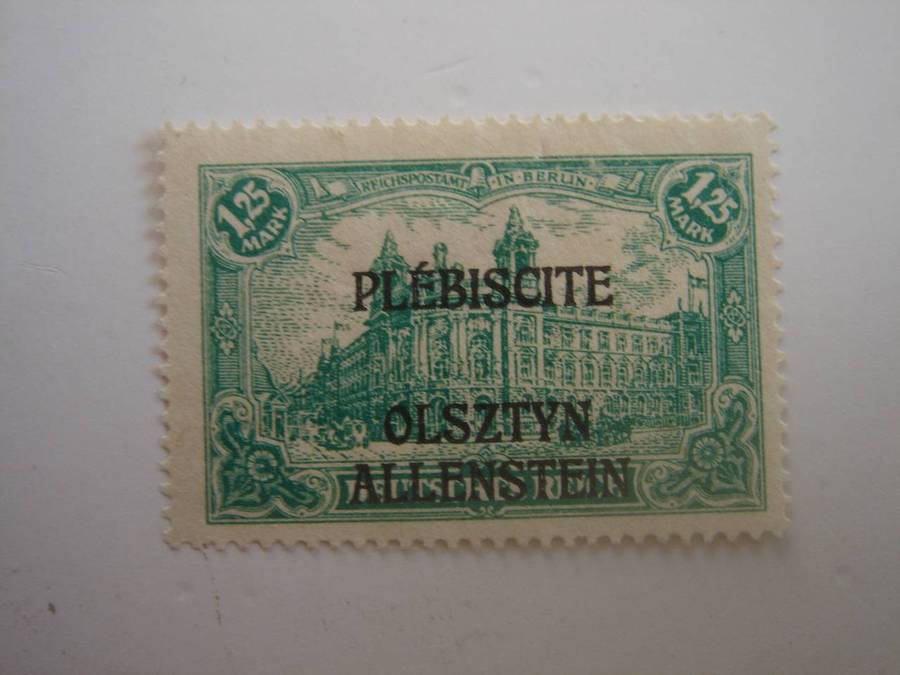 REICHSPOSTAMT · IN · BERLIN ·
1,25 MARK
1,25 MARK
PLÉBISCITE
OLSZTYN
ALLENSTEIN